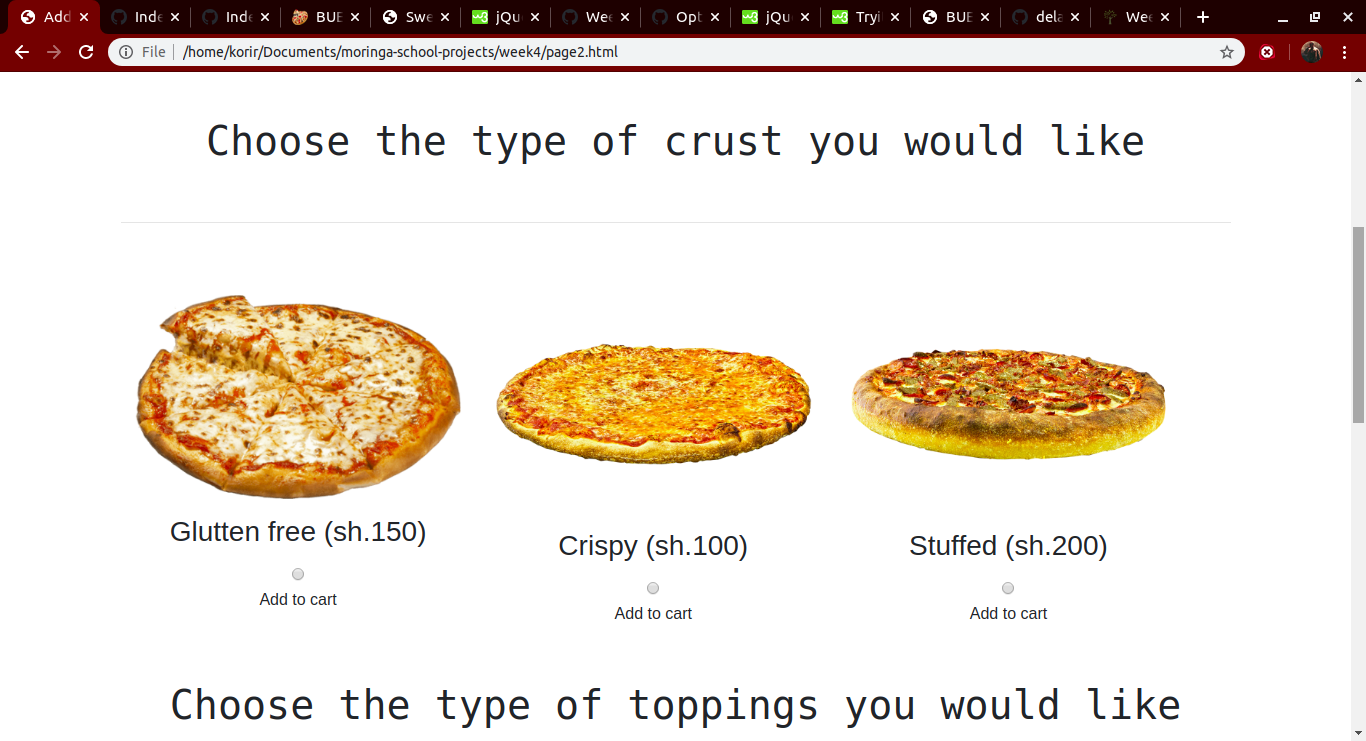 Add
Inde
Inde
BUE
Swe
jQu
Wee
Opt
jQu
Tryi
BUE
dela
Wee
File
/home/korir/Documents/moringa-school-projects/week4/page2.html
Choose the type of crust you would like
Glutten free (sh.150)
Add to cart
Crispy (sh.100)
Add to cart
Stuffed (sh.200)
Add to cart
Choose the type of toppings you would like